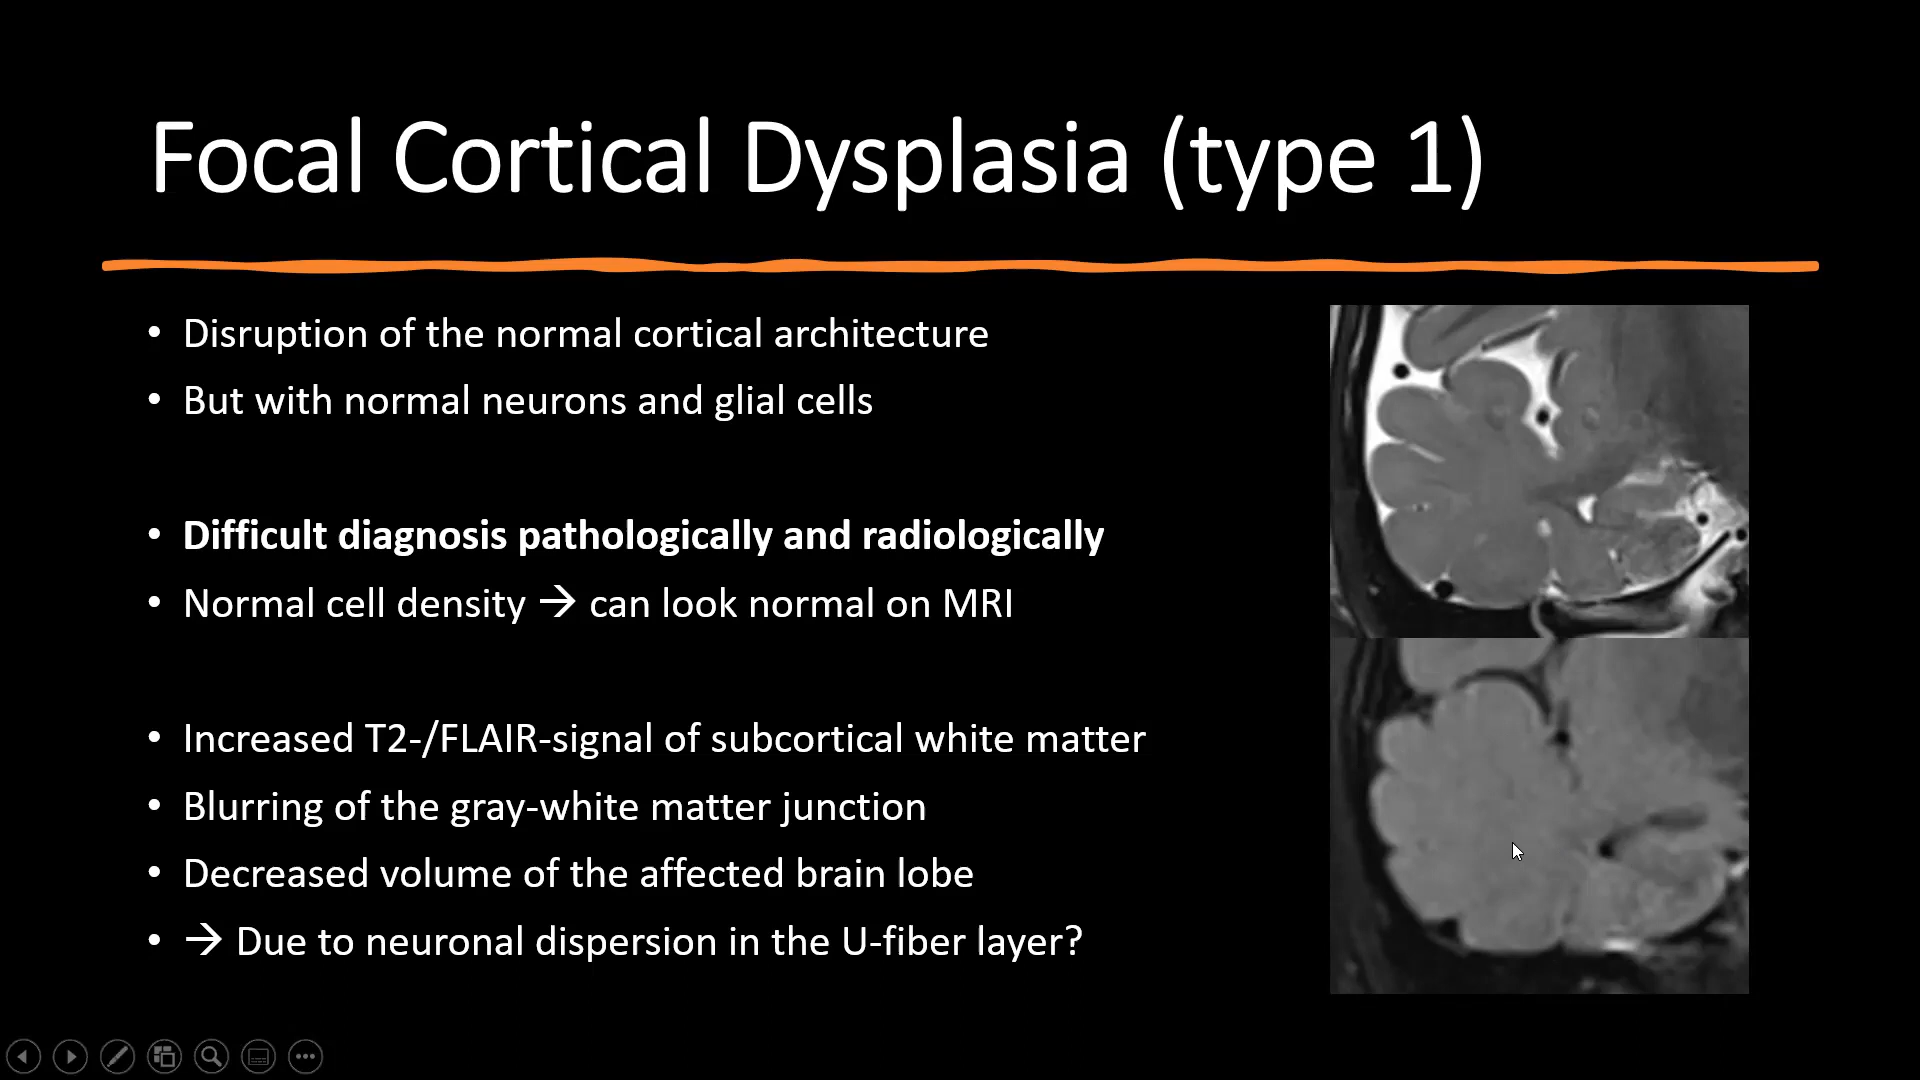 Focal Cortical Dysplasia (type 1)
• Disruption of the normal cortical architecture
• But with normal neurons and glial cells
• Difficult diagnosis pathologically and radiologically
• Normal cell density → can look normal on MRI
• Increased T2-/FLAIR-signal of subcortical white matter
• Blurring of the gray-white matter junction
• Decreased volume of the affected brain lobe
• → Due to neuronal dispersion in the U-fiber layer?